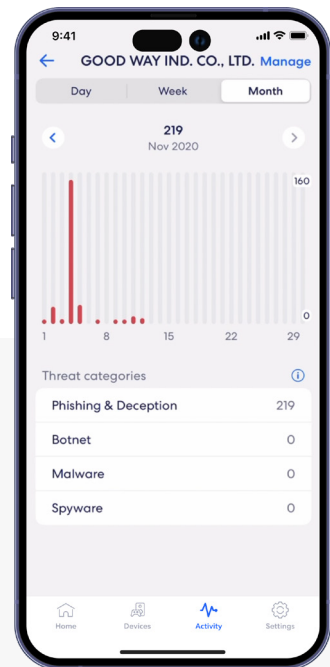 9:41
GOOD WAY IND. CO., LTD. Manage
Day Week Month
219
Nov 2020
160
0
1 8 15 22 29
Threat categories
Phishing & Deception 219
Botnet 0
Malware 0
Spyware 0
Home Devices Activity Settings